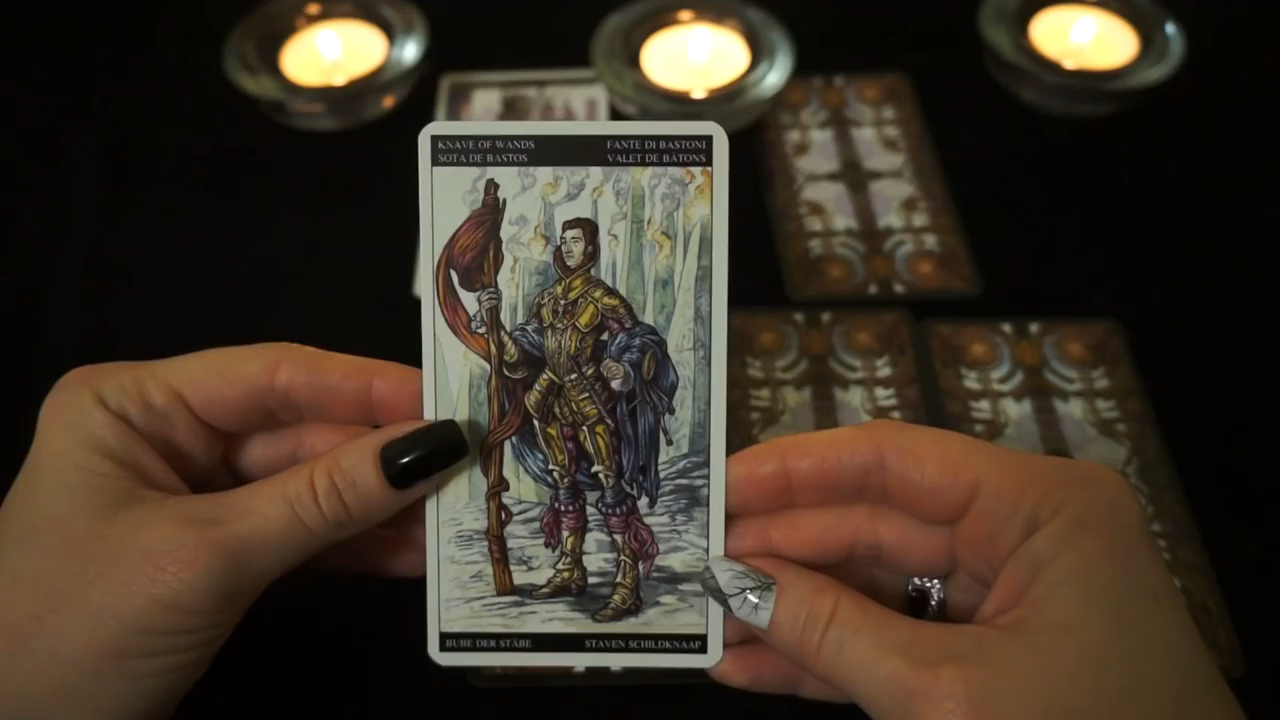 KNAVE OF WANDS FANTE DI BASTONI
SOTA DE BASTOS VALET DE BÂTONS
BUBE DER STÄBE STAVEN SCHILDKNAAP